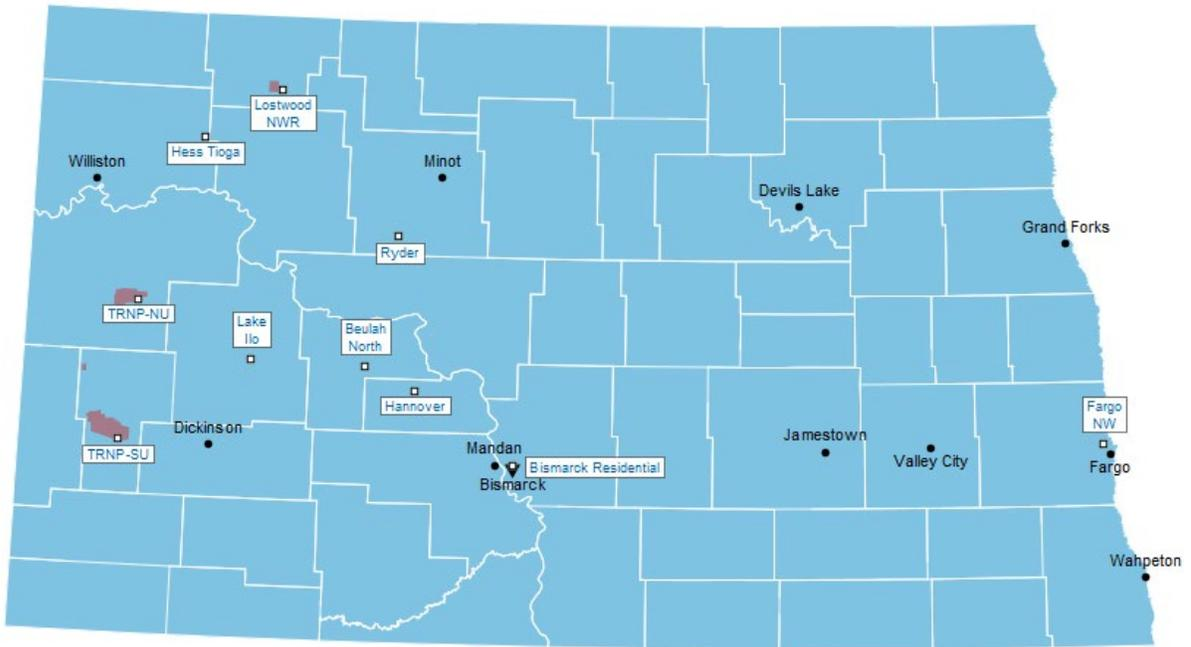 Lostwood
NWR
Hess Tioga
Williston
Minot
Devils Lake
Grand Forks
Ryder
TRNP-NU
Lake
Ilo
Beulah
North
Hannover
Fargo
NW
TRNP-SU
Dickinson
Mandan
Bismarck Residential
Bismarck
Jamestown
Valley City
Fargo
Wahpeton